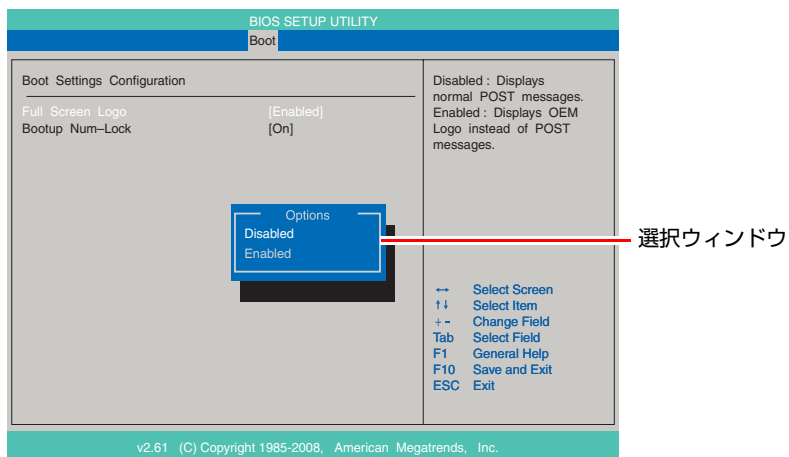 BIOS SETUP UTILITY
Boot
Boot Settings Configuration
Full Screen Logo [Enabled]
Bootup Num–Lock [On]
Options
Disabled
Enabled
Disabled : Displays
normal POST messages.
Enabled : Displays OEM
Logo instead of POST
messages.
選択ウィンドウ
↔ Select Screen
↑↓ Select Item
+ - Change Field
Tab Select Field
F1 General Help
F10 Save and Exit
ESC Exit
v2.61 (C) Copyright 1985-2008, American Megatrends, Inc.